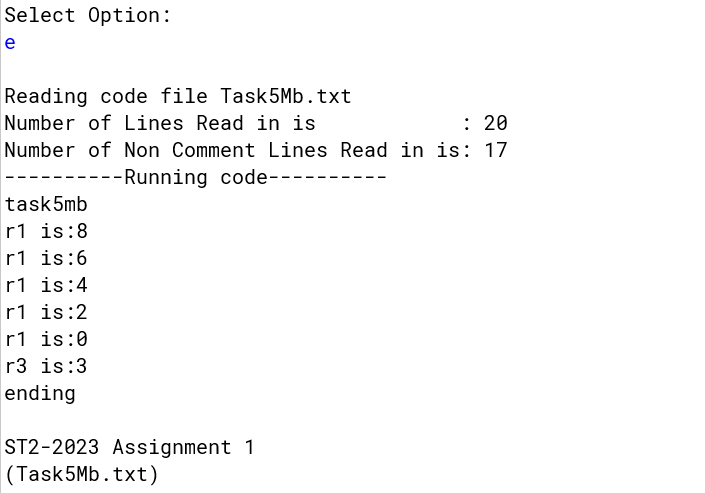 Select Option:
e
Reading code file Task5Mb.txt
Number of Lines Read in is            : 20
Number of Non Comment Lines Read in is: 17
----------Running code----------
task5mb
r1 is:8
r1 is:6
r1 is:4
r1 is:2
r1 is:0
r3 is:3
ending
ST2-2023 Assignment 1
(Task5Mb.txt)